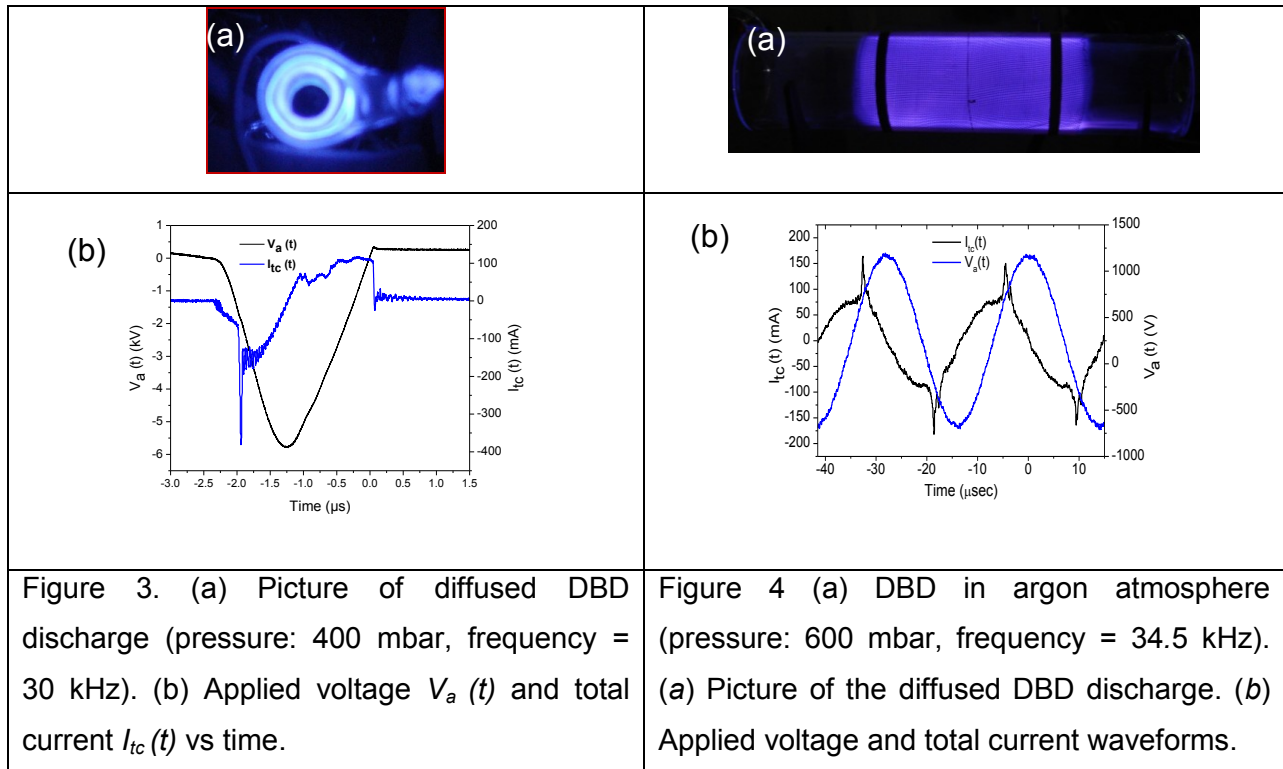 (a)
(a)
(b)
Va (t)
Itc (t)
1
0
-1
-2
-3
-4
-5
-6
Va (t) (kV)
200
100
0
-100
-200
-300
-400
Itc (t) (mA)
-3.0 -2.5 -2.0 -1.5 -1.0 -0.5 0.0 0.5 1.0 1.5
Time (µs)
(b)
Itc(t)
Va(t)
200
150
100
50
0
-50
-100
-150
-200
Itc(t) (mA)
1500
1000
500
0
-500
-1000
Va(t) (V)
-40 -30 -20 -10 0 10
Time (µsec)
Figure 3. (a) Picture of diffused DBD
discharge (pressure: 400 mbar, frequency =
30 kHz). (b) Applied voltage Va (t) and total
current Itc (t) vs time.
Figure 4 (a) DBD in argon atmosphere
(pressure: 600 mbar, frequency = 34.5 kHz).
(a) Picture of the diffused DBD discharge. (b)
Applied voltage and total current waveforms.